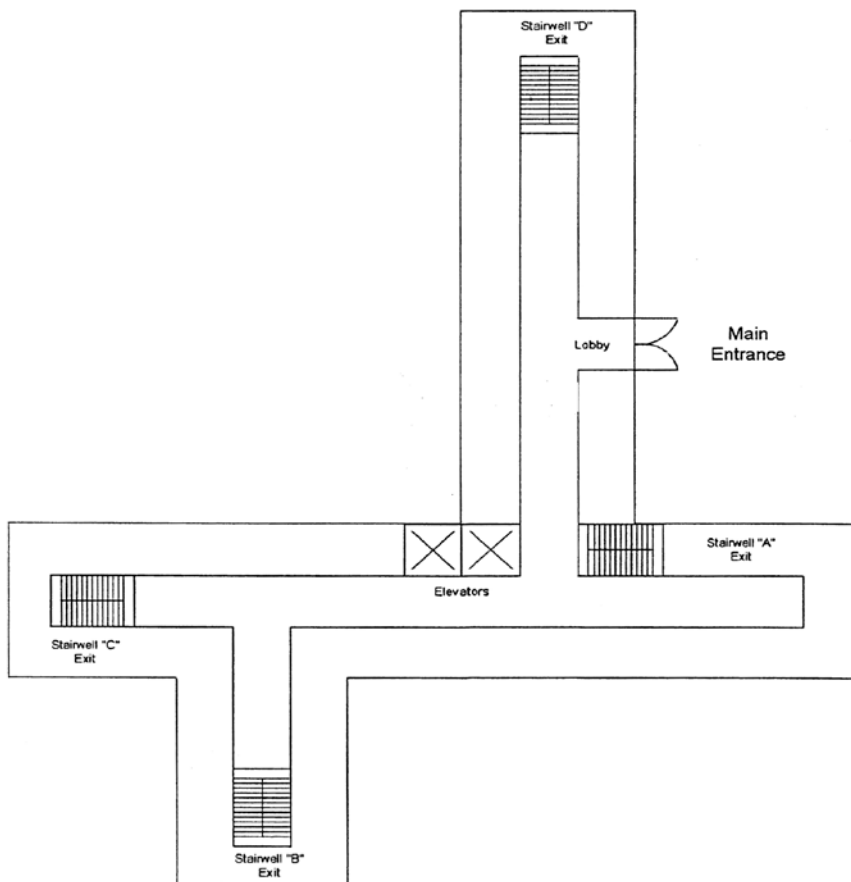 Stairwell "D"
Exit
Main
Entrance
Lobby
Stairwell "A"
Exit
Elevators
Stairwell "C"
Exit
Stairwell "B"
Exit